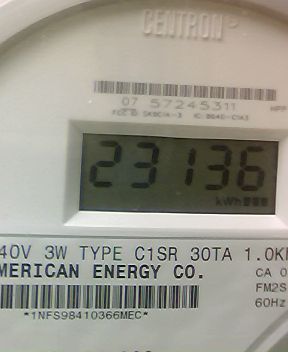 CENTRON®
07 57245311
23136
kWh
40V 3W TYPE C1SR 30TA 1.0K
MERICAN ENERGY CO.
CA 0
FM2S
60Hz
*1NFS98410366MEC*